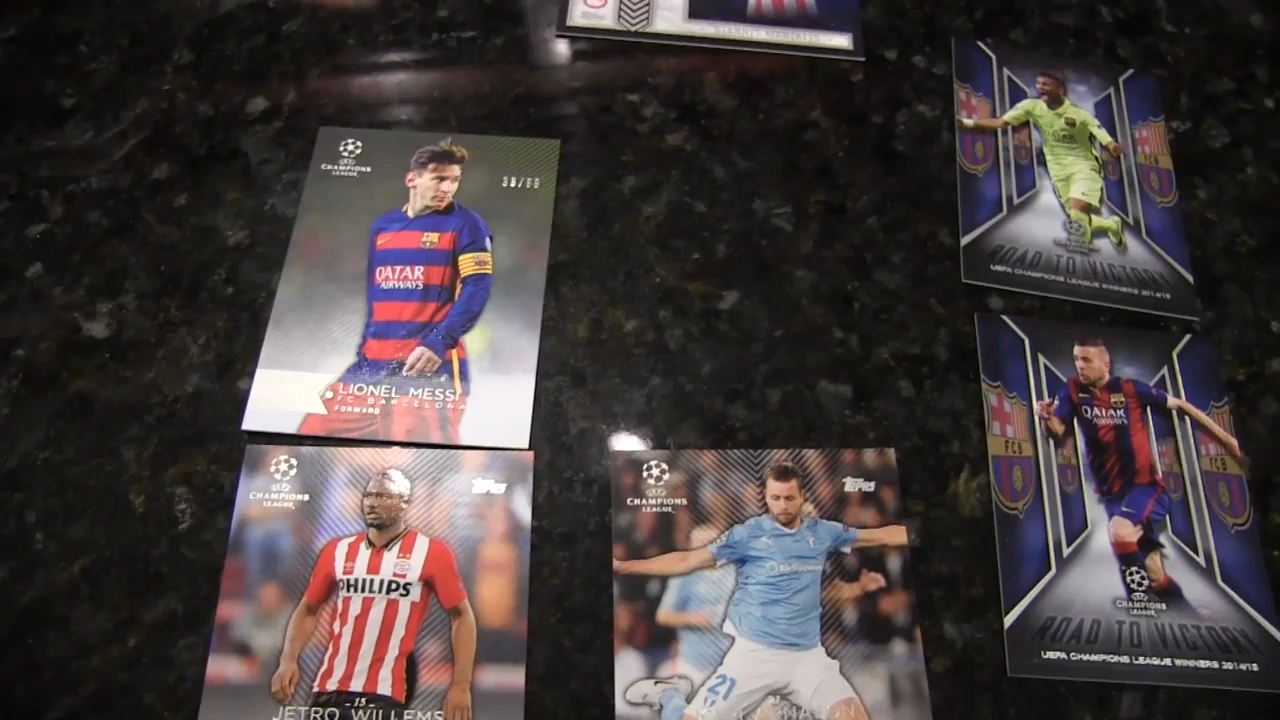 CHAMPIONS
LEAGUE
QATAR
AIRWAYS
LIONEL MESSI
FC BARCELONA
FORWARD
ROAD TO VICTORY
UEFA CHAMPIONS LEAGUE WINNERS 2014/15
FCB
QATAR
AIRWAYS
FCB
CHAMPIONS
LEAGUE
ROAD TO VICTORY
UEFA CHAMPIONS LEAGUE WINNERS 2014/15
CHAMPIONS
LEAGUE
Topps
PHILIPS
-15-
JETRO WILLEMS
CHAMPIONS
LEAGUE
Topps
21